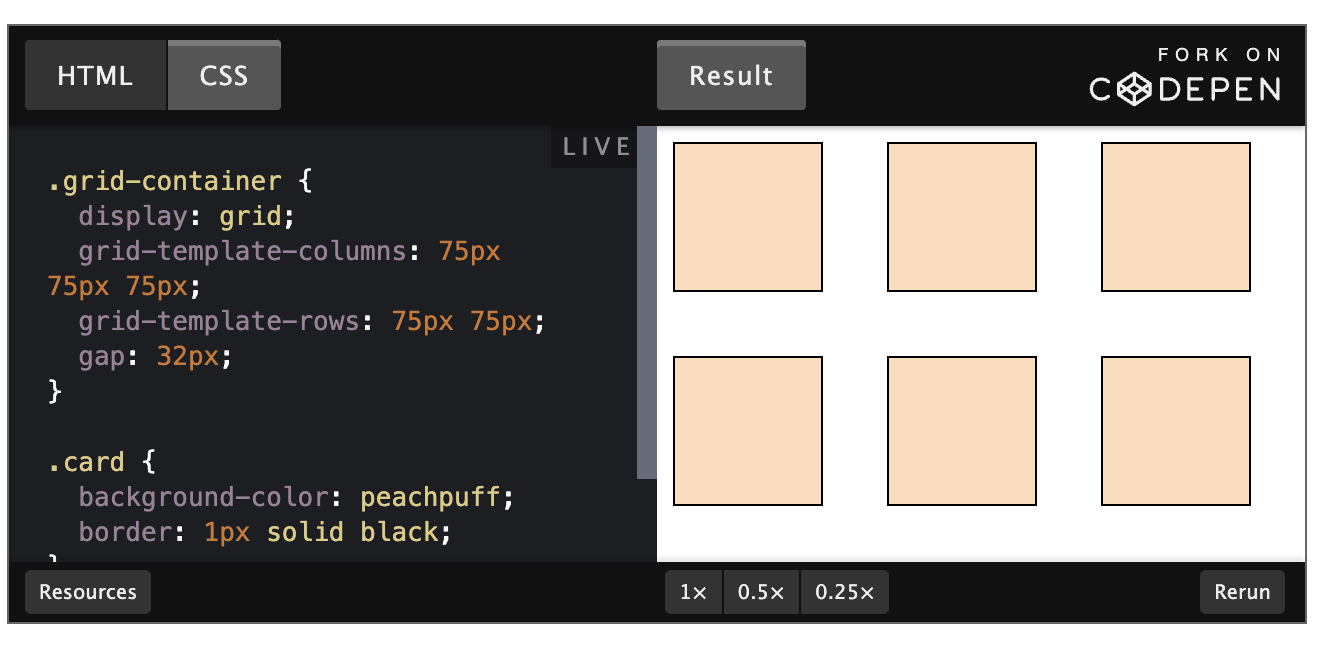 HTML CSS Result FORK ON
CODEPEN
LIVE
.grid-container {
  display: grid;
  grid-template-columns: 75px
75px 75px;
  grid-template-rows: 75px 75px;
  gap: 32px;
}
.card {
  background-color: peachpuff;
  border: 1px solid black;
}
Resources 1× 0.5× 0.25× Rerun